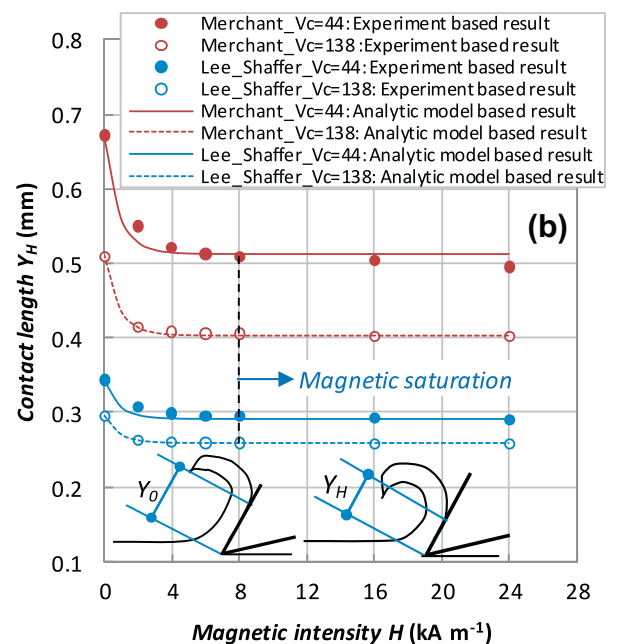 Merchant_Vc=44: Experiment based result
Merchant_Vc=138: Experiment based result
Lee_Shaffer_Vc=44: Experiment based result
Lee_Shaffer_Vc=138: Experiment based result
Merchant_Vc=44: Analytic model based result
Merchant_Vc=138: Analytic model based result
Lee_Shaffer_Vc=44: Analytic model based result
Lee_Shaffer_Vc=138: Analytic model based result
(b)
0.8
0.7
0.6
0.5
0.4
0.3
0.2
0.1
Contact length Y_H (mm)
Magnetic saturation
Y_0
Y_H
0 4 8 12 16 20 24 28
Magnetic intensity H (kA m⁻¹)